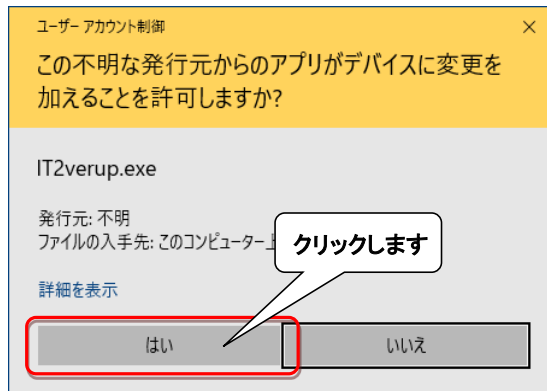 ユーザー アカウント制御
この不明な発行元からのアプリがデバイスに変更を
加えることを許可しますか?
IT2verup.exe
発行元: 不明
ファイルの入手先: このコンピューター上
クリックします
詳細を表示
はい
いいえ